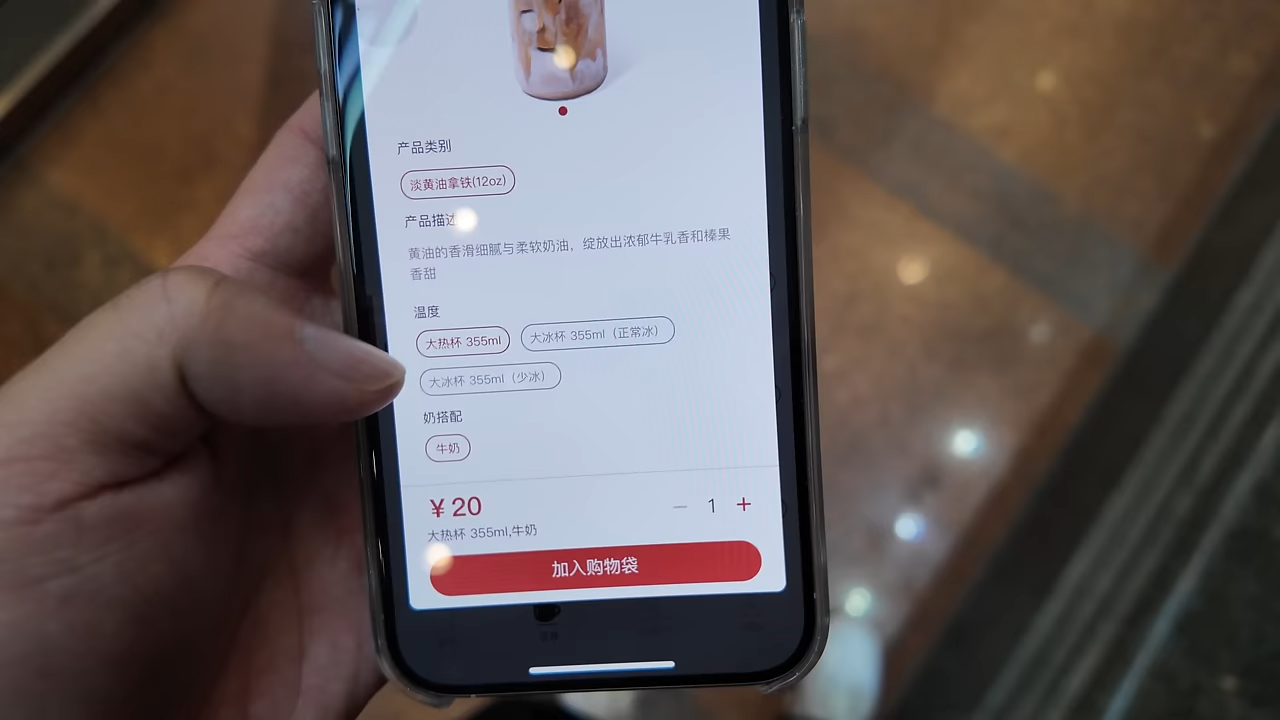 产品类别
淡黄油拿铁(12oz)
产品描述
黄油的香滑细腻与柔软奶油，绽放出浓郁牛乳香和榛果
香甜
温度
大热杯 355ml
大冰杯 355ml（正常冰）
大冰杯 355ml（少冰）
奶搭配
牛奶
¥ 20
1
大热杯 355ml,牛奶
加入购物袋